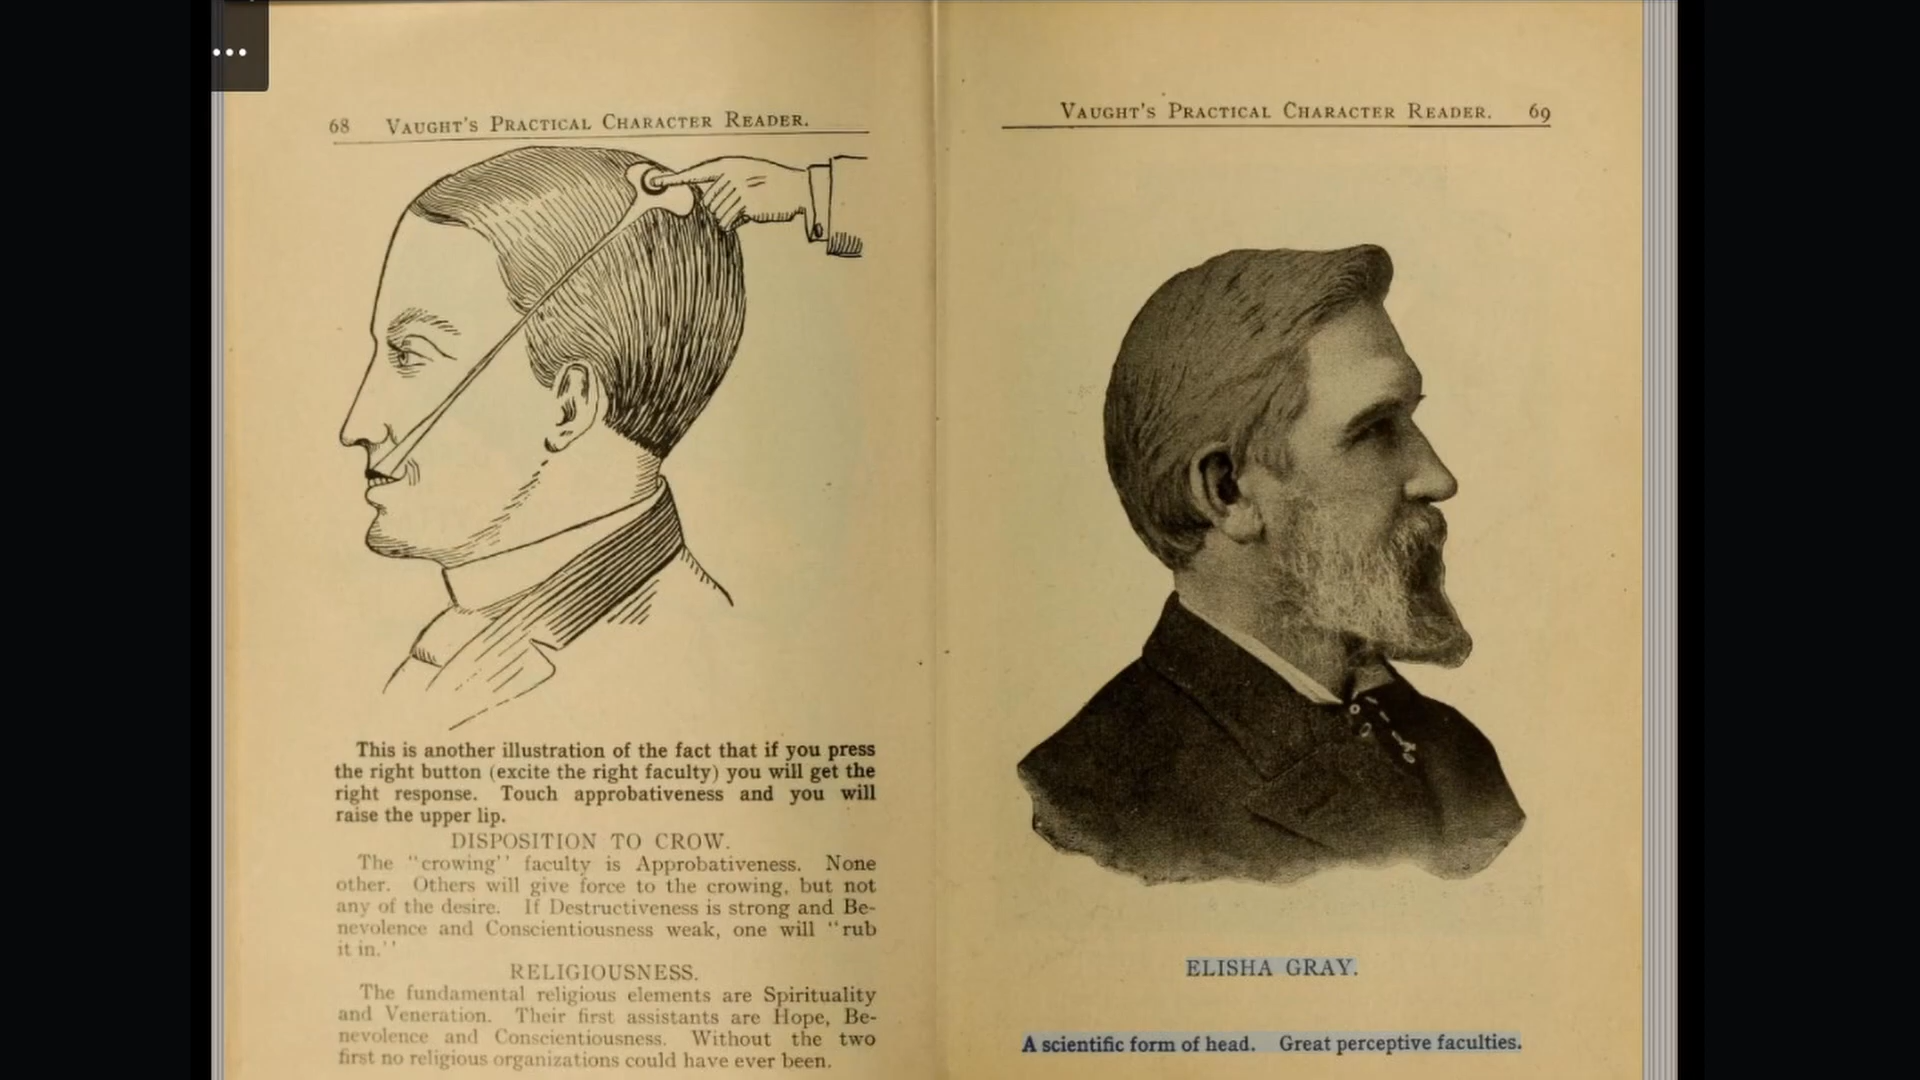 68 VAUGHT'S PRACTICAL CHARACTER READER.
This is another illustration of the fact that if you press
the right button (excite the right faculty) you will get the
right response. Touch approbativeness and you will
raise the upper lip.
DISPOSITION TO CROW.
The "crowing" faculty is Approbativeness. None
other. Others will give force to the crowing, but not
any of the desire. If Destructiveness is strong and Be-
nevolence and Conscientiousness weak, one will "rub
it in."
RELIGIOUSNESS.
The fundamental religious elements are Spirituality
and Veneration. Their first assistants are Hope, Be-
nevolence and Conscientiousness. Without the two
first no religious organizations could have ever been.
VAUGHT'S PRACTICAL CHARACTER READER. 69
ELISHA GRAY.
A scientific form of head. Great perceptive faculties.